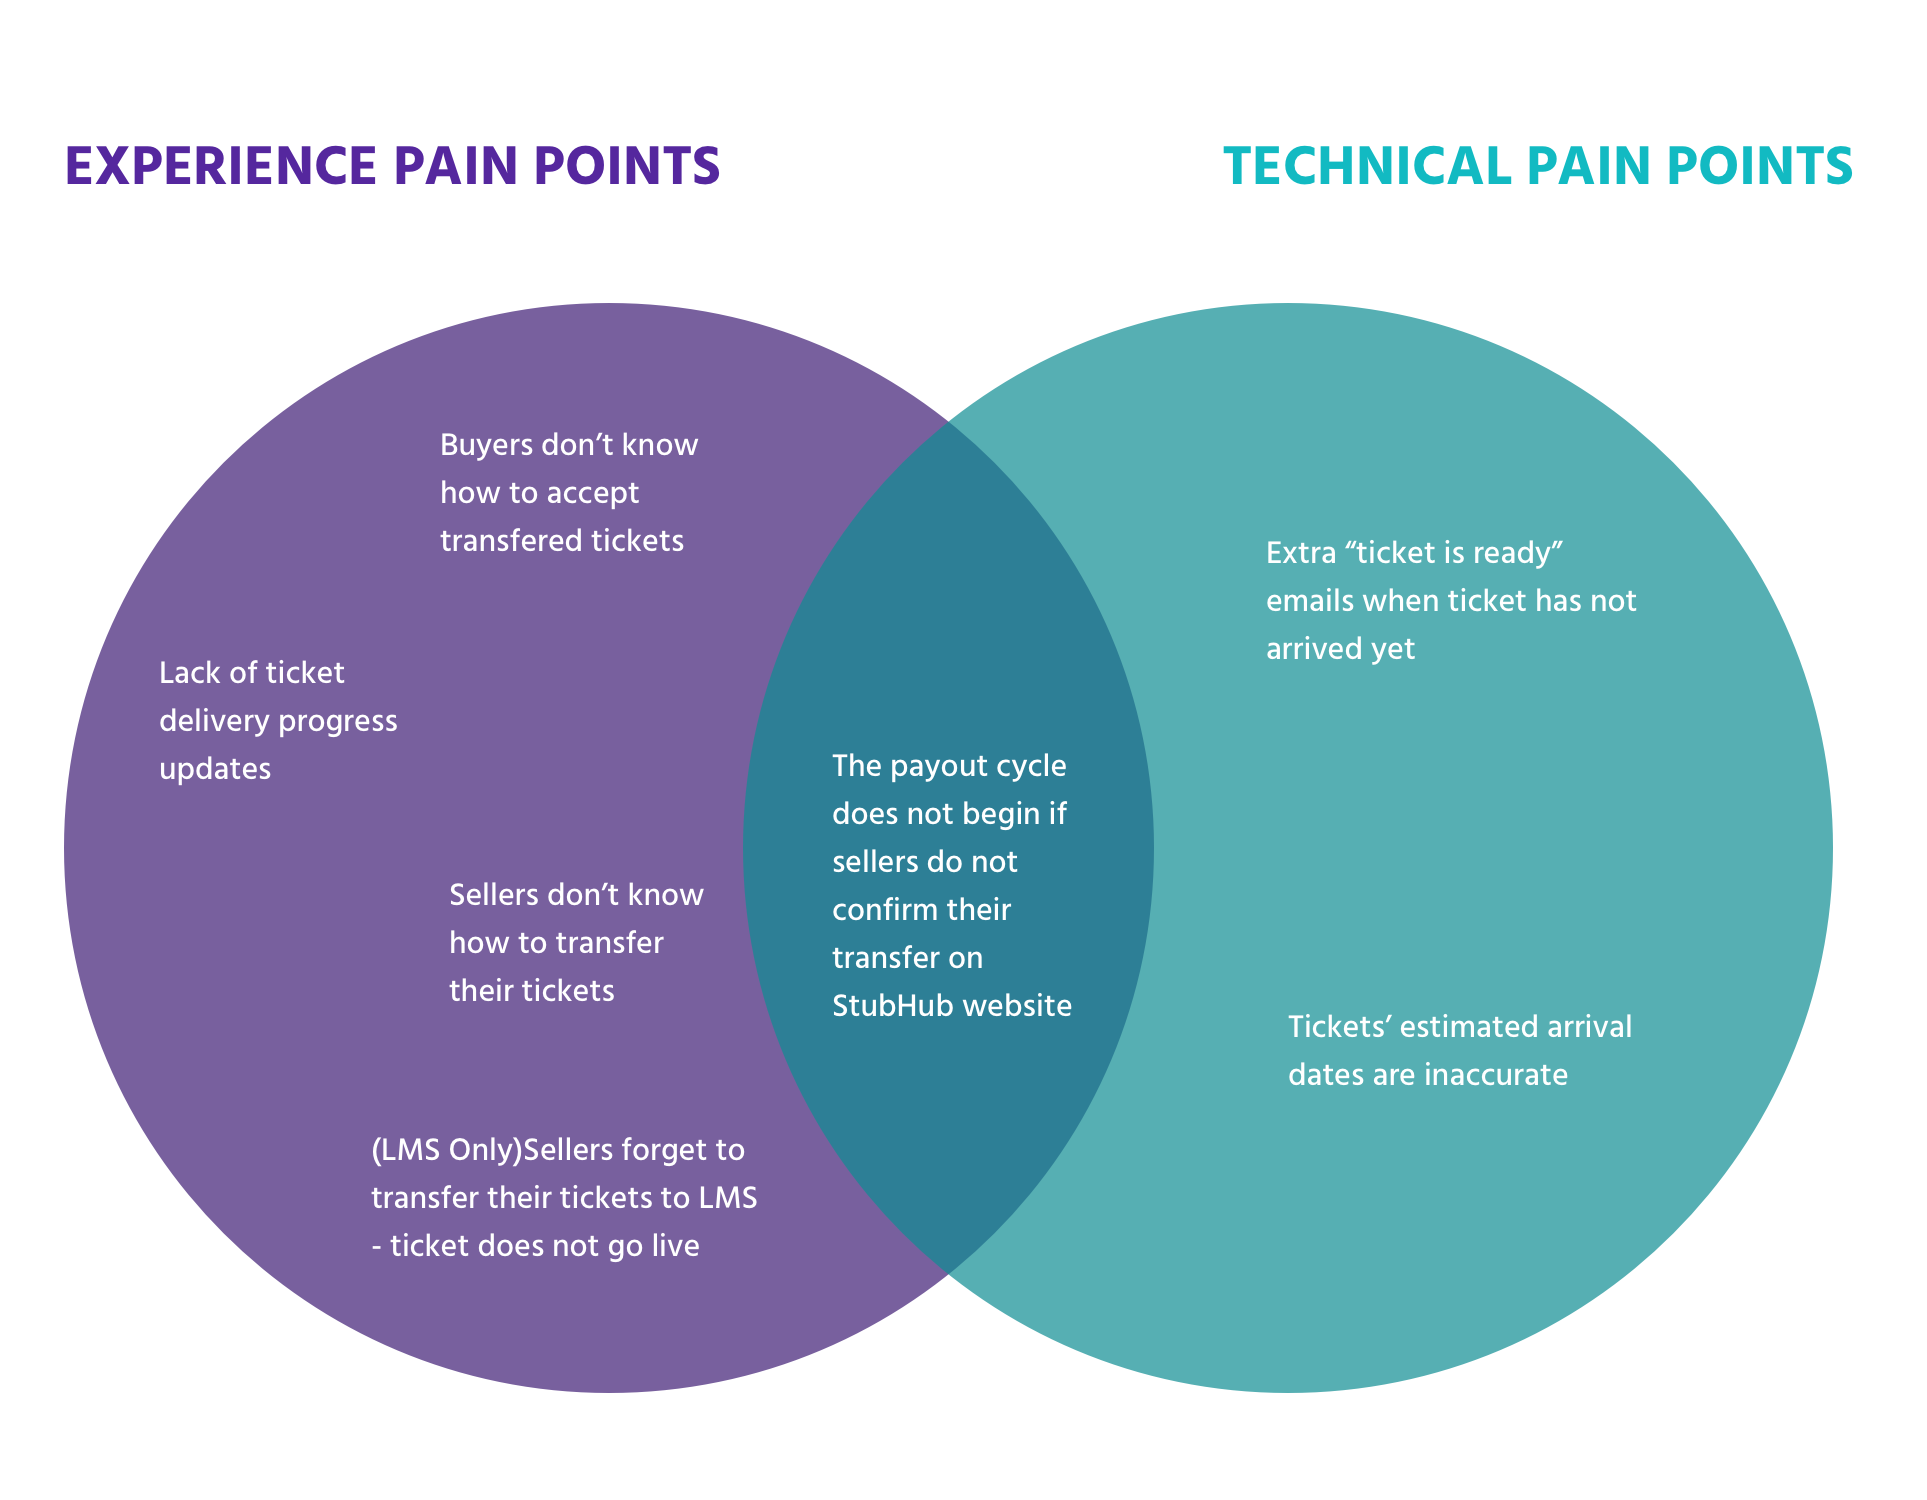 EXPERIENCE PAIN POINTS
TECHNICAL PAIN POINTS
Buyers don’t know
how to accept
transfered tickets
Lack of ticket
delivery progress
updates
Sellers don’t know
how to transfer
their tickets
(LMS Only)Sellers forget to
transfer their tickets to LMS
- ticket does not go live
The payout cycle
does not begin if
sellers do not
confirm their
transfer on
StubHub website
Extra “ticket is ready”
emails when ticket has not
arrived yet
Tickets’ estimated arrival
dates are inaccurate